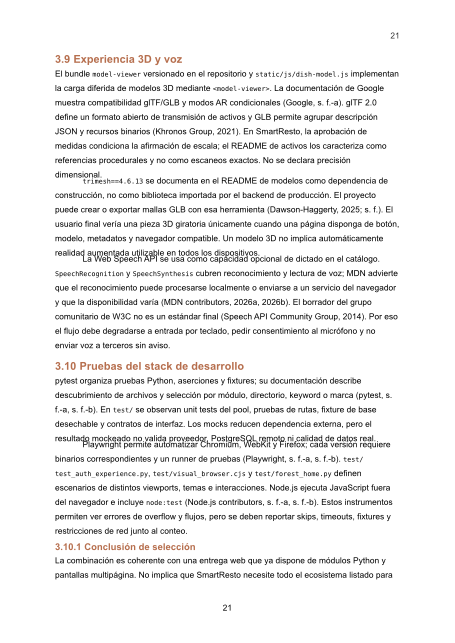 21
3.9 Experiencia 3D y voz
El bundle model-viewer versionado en el repositorio y static/js/dish-model.js implementan
la carga diferida de modelos 3D mediante <model-viewer>. La documentación de Google
muestra compatibilidad glTF/GLB y modos AR condicionales (Google, s. f.-a). glTF 2.0
define un formato abierto de transmisión de activos y GLB permite agrupar descripción
JSON y recursos binarios (Khronos Group, 2021). En SmartResto, la aprobación de
medidas condiciona la afirmación de escala; el README de activos los caracteriza como
referencias procedurales y no como escaneos exactos. No se declara precisión
dimensional.
trimesh==4.6.13 se documenta en el README de modelos como dependencia de
construcción, no como biblioteca importada por el backend de producción. El proyecto
puede crear o exportar mallas GLB con esa herramienta (Dawson-Haggerty, 2025; s. f.). El
usuario final vería una pieza 3D giratoria únicamente cuando una página disponga de botón,
modelo, metadatos y navegador compatible. Un modelo 3D no implica automáticamente
realidad aumentada utilizable en todos los dispositivos.
La Web Speech API se usa como capacidad opcional de dictado en el catálogo.
SpeechRecognition y SpeechSynthesis cubren reconocimiento y lectura de voz; MDN advierte
que el reconocimiento puede procesarse localmente o enviarse a un servicio del navegador
y que la disponibilidad varía (MDN contributors, 2026a, 2026b). El borrador del grupo
comunitario de W3C no es un estándar final (Speech API Community Group, 2014). Por eso
el flujo debe degradarse a entrada por teclado, pedir consentimiento al micrófono y no
enviar voz a terceros sin aviso.
3.10 Pruebas del stack de desarrollo
pytest organiza pruebas Python, aserciones y fixtures; su documentación describe
descubrimiento de archivos y selección por módulo, directorio, keyword o marca (pytest, s.
f.-a, s. f.-b). En test/ se observan unit tests del pool, pruebas de rutas, fixture de base
desechable y contratos de interfaz. Los mocks reducen dependencia externa, pero el
resultado mockeado no valida proveedor, PostgreSQL remoto ni calidad de datos real.
Playwright permite automatizar Chromium, WebKit y Firefox; cada versión requiere
binarios correspondientes y un runner de pruebas (Playwright, s. f.-a, s. f.-b). test/
test_auth_experience.py, test/visual_browser.cjs y test/forest_home.py definen
escenarios de distintos viewports, temas e interacciones. Node.js ejecuta JavaScript fuera
del navegador e incluye node:test (Node.js contributors, s. f.-a, s. f.-b). Estos instrumentos
permiten ver errores de overflow y flujos, pero se deben reportar skips, timeouts, fixtures y
restricciones de red junto al conteo.
3.10.1 Conclusión de selección
La combinación es coherente con una entrega web que ya dispone de módulos Python y
pantallas multipágina. No implica que SmartResto necesite todo el ecosistema listado para
21